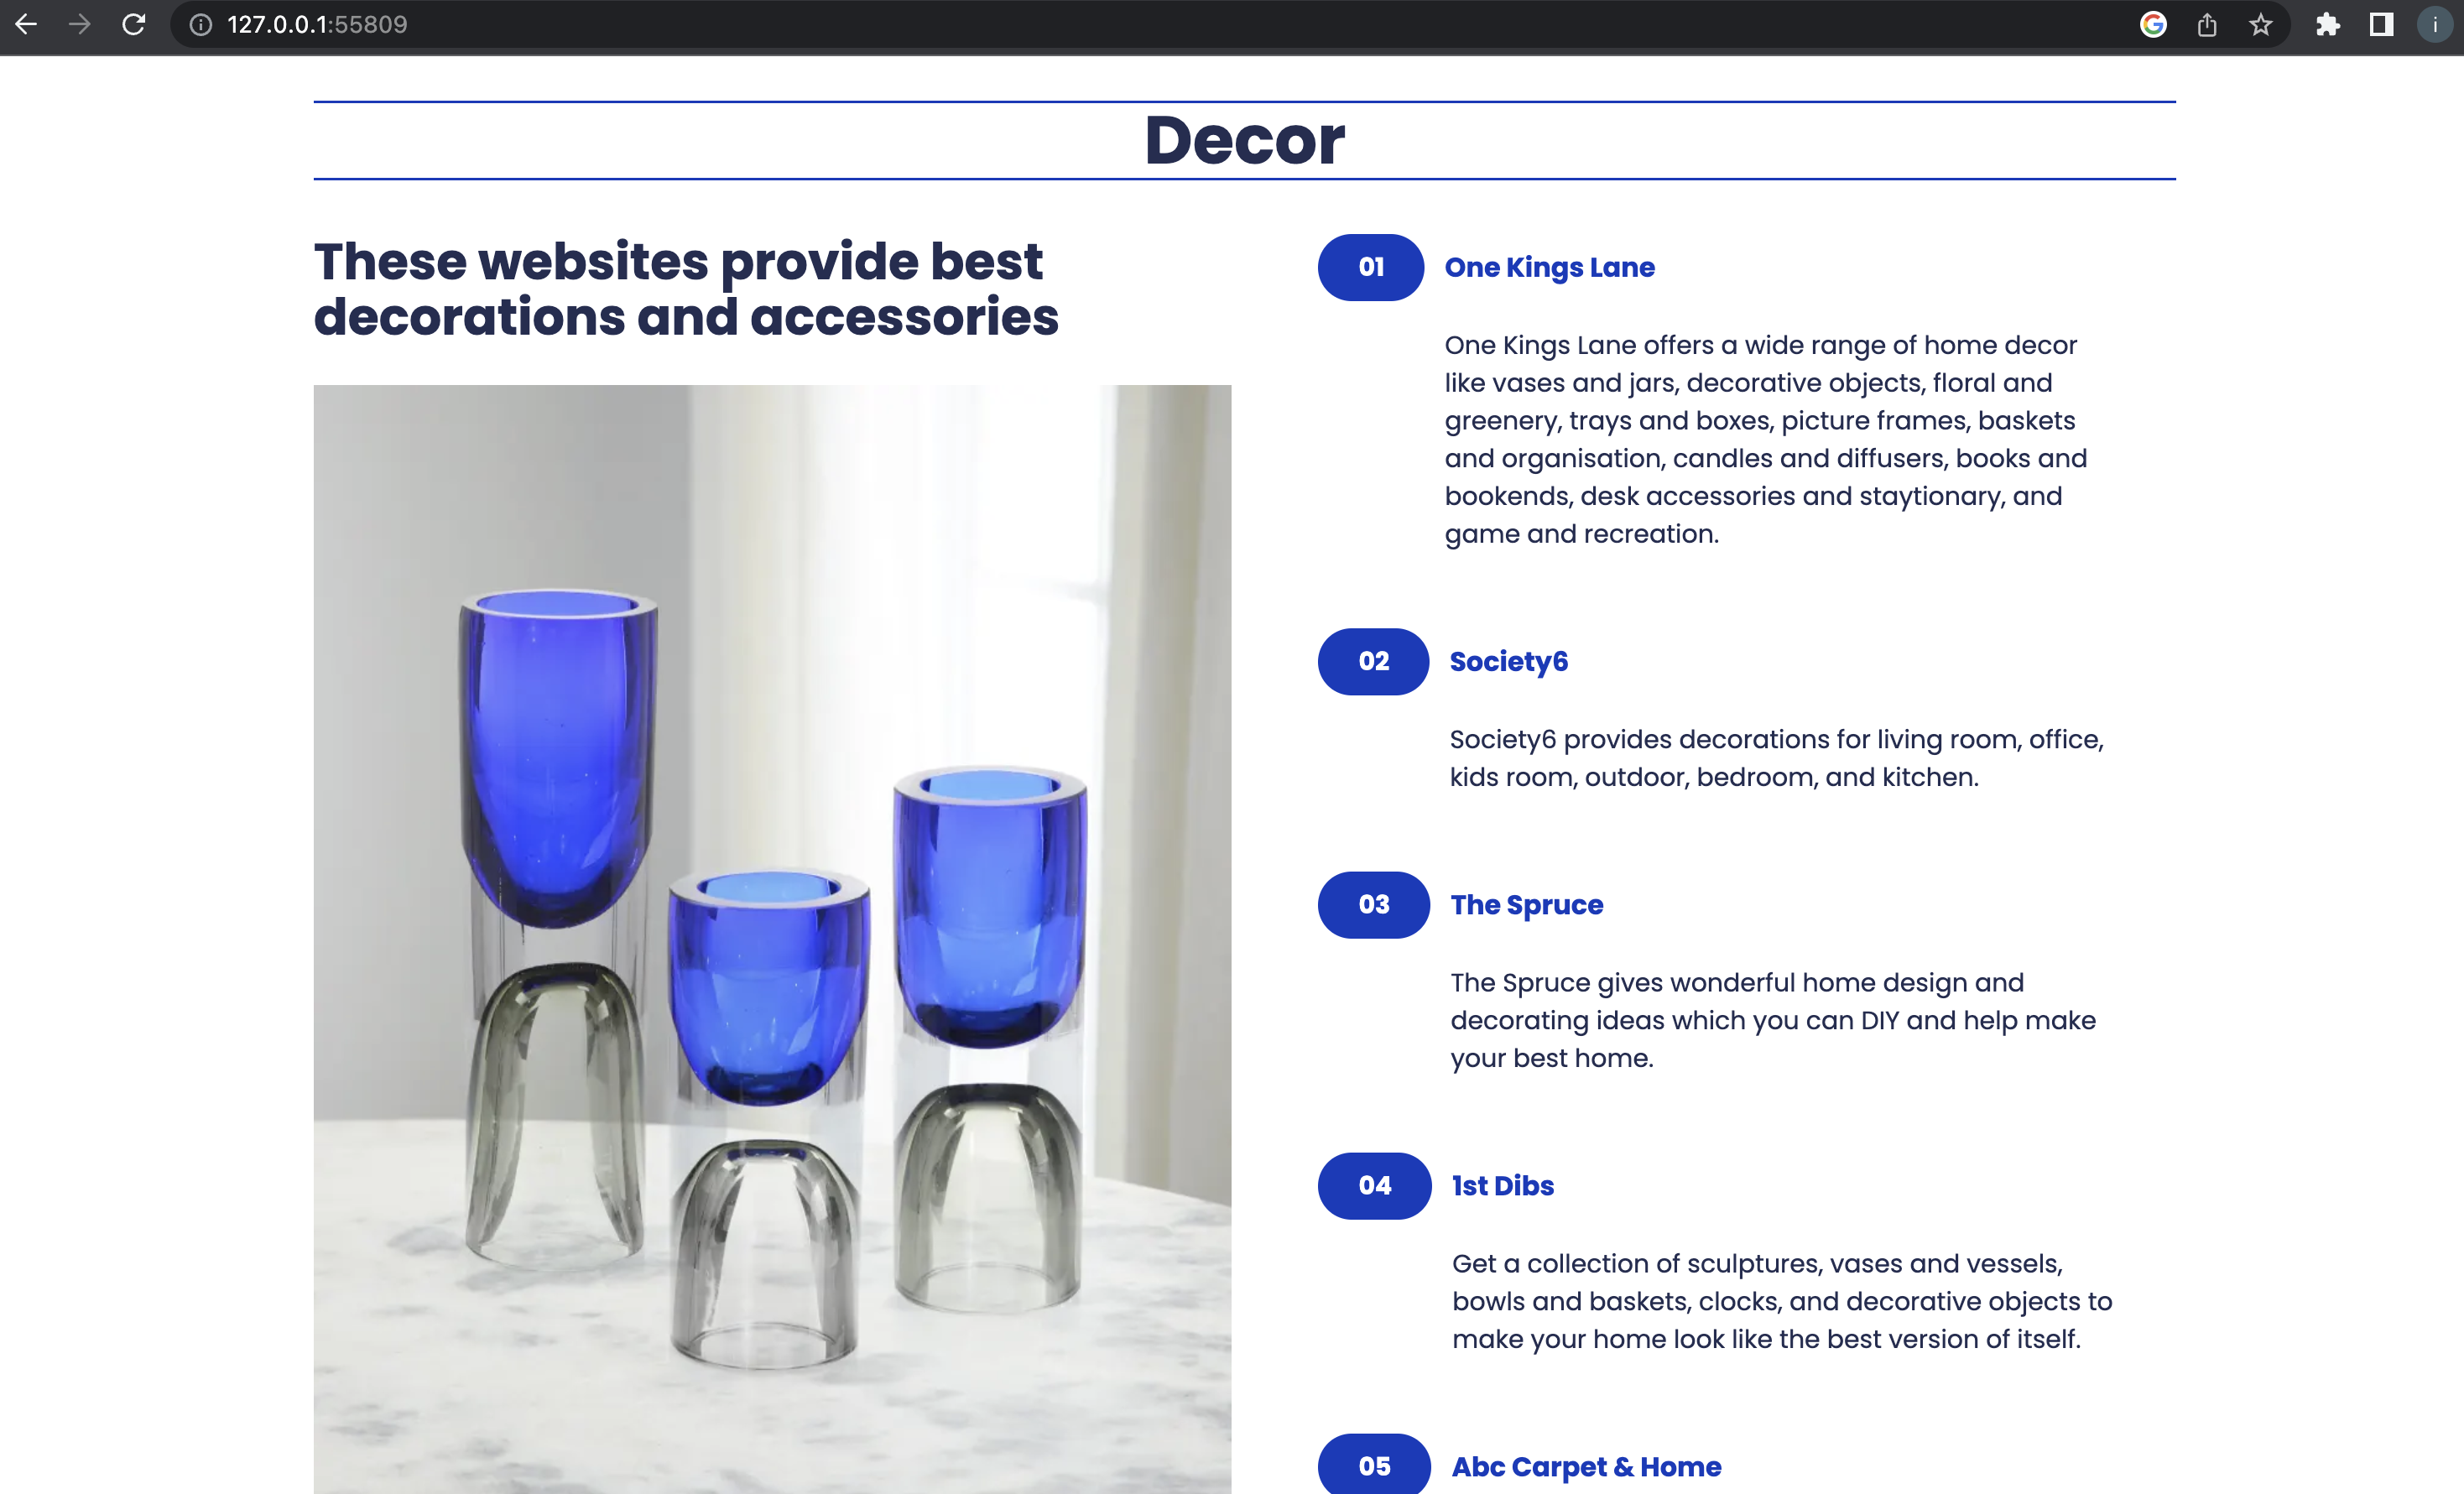 127.0.0.1:55809
i
Decor
These websites provide best
decorations and accessories
01 One Kings Lane
One Kings Lane offers a wide range of home decor
like vases and jars, decorative objects, floral and
greenery, trays and boxes, picture frames, baskets
and organisation, candles and diffusers, books and
bookends, desk accessories and staytionary, and
game and recreation.
02 Society6
Society6 provides decorations for living room, office,
kids room, outdoor, bedroom, and kitchen.
03 The Spruce
The Spruce gives wonderful home design and
decorating ideas which you can DIY and help make
your best home.
04 1st Dibs
Get a collection of sculptures, vases and vessels,
bowls and baskets, clocks, and decorative objects to
make your home look like the best version of itself.
05 Abc Carpet & Home